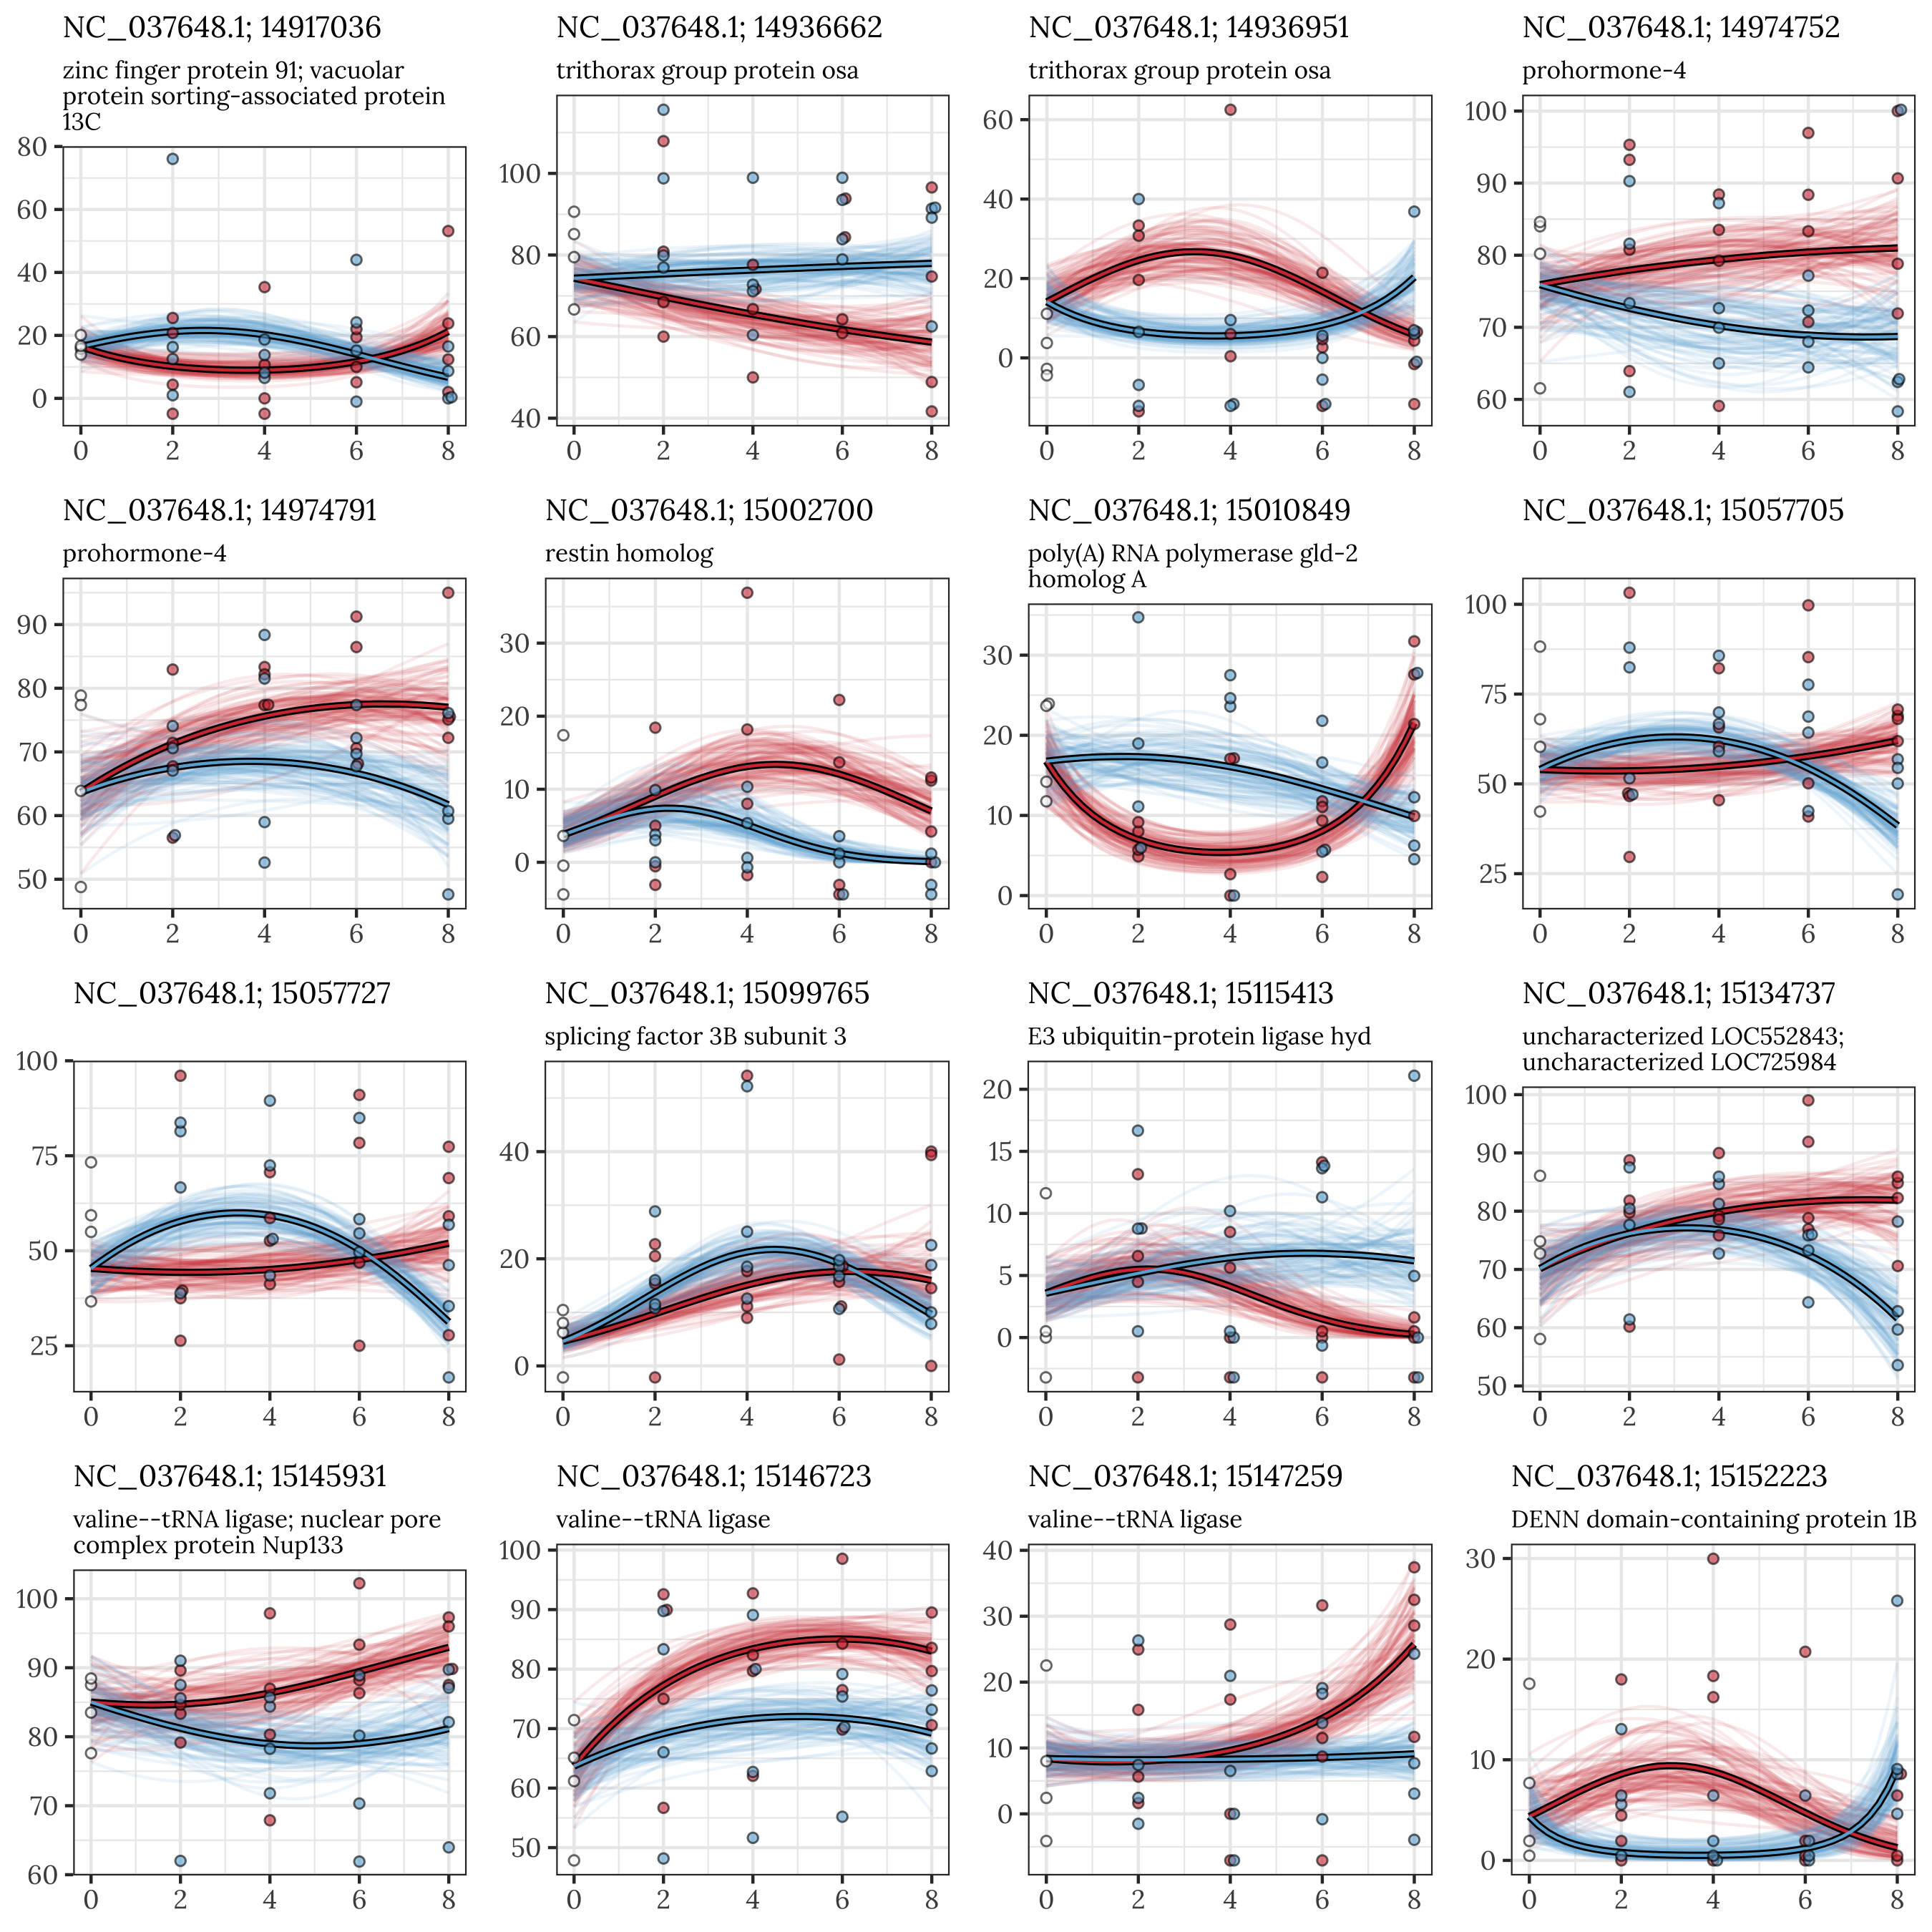 NC_037648.1; 14917036
zinc finger protein 91; vacuolar
protein sorting-associated protein
13C
80
60
40
20
0
0 2 4 6 8
NC_037648.1; 14936662
trithorax group protein osa
100
80
60
40
0 2 4 6 8
NC_037648.1; 14936951
trithorax group protein osa
60
40
20
0
0 2 4 6 8
NC_037648.1; 14974752
prohormone-4
100
90
80
70
60
0 2 4 6 8
NC_037648.1; 14974791
prohormone-4
90
80
70
60
50
0 2 4 6 8
NC_037648.1; 15002700
restin homolog
30
20
10
0
0 2 4 6 8
NC_037648.1; 15010849
poly(A) RNA polymerase gld-2
homolog A
30
20
10
0
0 2 4 6 8
NC_037648.1; 15057705
100
75
50
25
0 2 4 6 8
NC_037648.1; 15057727
100
75
50
25
0 2 4 6 8
NC_037648.1; 15099765
splicing factor 3B subunit 3
40
20
0
0 2 4 6 8
NC_037648.1; 15115413
E3 ubiquitin-protein ligase hyd
20
15
10
5
0
0 2 4 6 8
NC_037648.1; 15134737
uncharacterized LOC552843;
uncharacterized LOC725984
100
90
80
70
60
50
0 2 4 6 8
NC_037648.1; 15145931
valine--tRNA ligase; nuclear pore
complex protein Nup133
100
90
80
70
60
0 2 4 6 8
NC_037648.1; 15146723
valine--tRNA ligase
100
90
80
70
60
50
0 2 4 6 8
NC_037648.1; 15147259
valine--tRNA ligase
40
30
20
10
0
0 2 4 6 8
NC_037648.1; 15152223
DENN domain-containing protein 1B
30
20
10
0
0 2 4 6 8